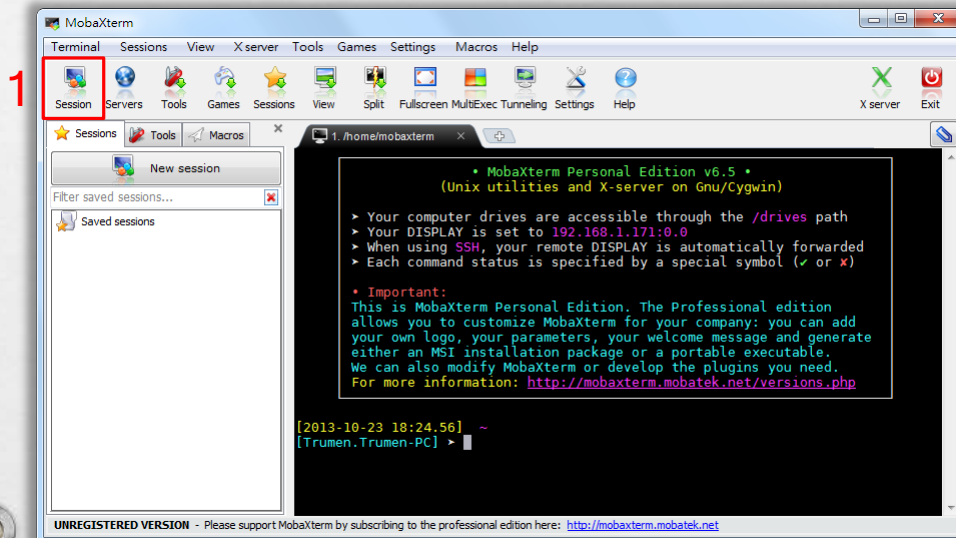 MobaXterm
Terminal Sessions View X server Tools Games Settings Macros Help
1
Session Servers Tools Games Sessions View Split Fullscreen MultiExec Tunneling Settings Help X server Exit
Sessions Tools Macros
1. /home/mobaxterm
New session
Filter saved sessions...
Saved sessions
• MobaXterm Personal Edition v6.5 •
(Unix utilities and X-server on Gnu/Cygwin)
➤ Your computer drives are accessible through the /drives path
➤ Your DISPLAY is set to 192.168.1.171:0.0
➤ When using SSH, your remote DISPLAY is automatically forwarded
➤ Each command status is specified by a special symbol (✔ or ✘)
• Important:
This is MobaXterm Personal Edition. The Professional edition
allows you to customize MobaXterm for your company: you can add
your own logo, your parameters, your welcome message and generate
either an MSI installation package or a portable executable.
We can also modify MobaXterm or develop the plugins you need.
For more information: http://mobaxterm.mobatek.net/versions.php
[2013-10-23 18:24.56] ~
[Trumen.Trumen-PC] ➤
UNREGISTERED VERSION - Please support MobaXterm by subscribing to the professional edition here: http://mobaxterm.mobatek.net